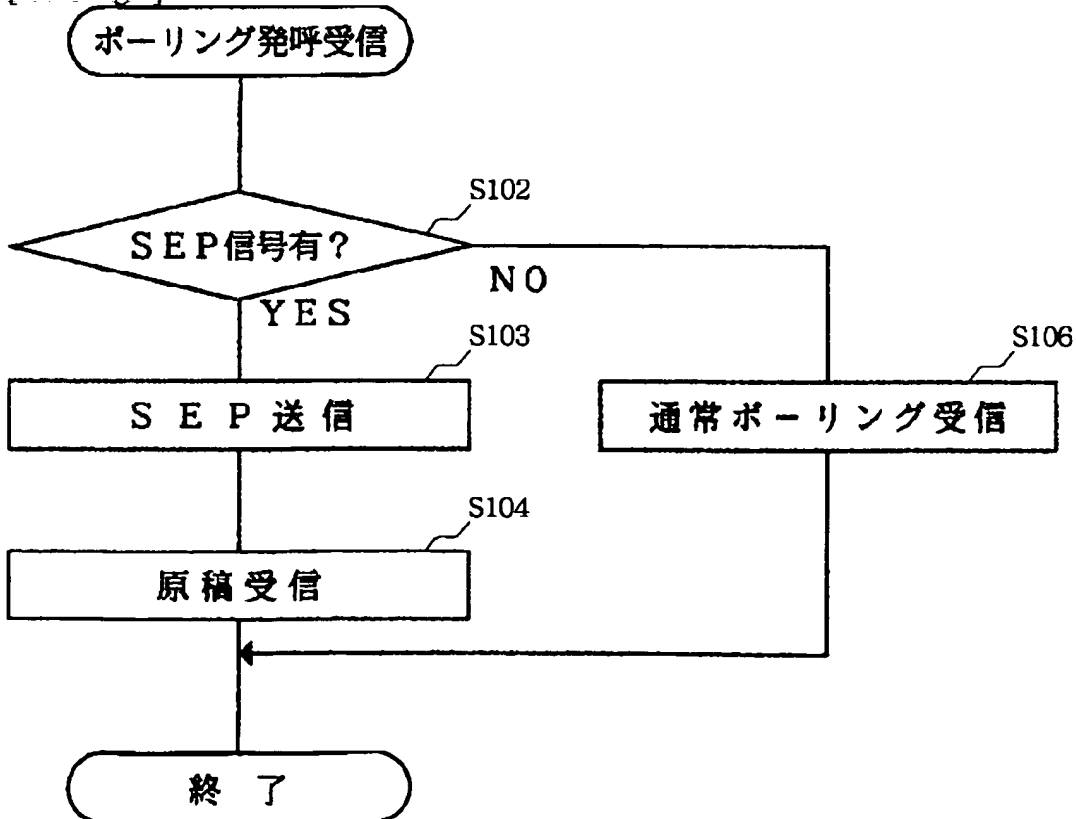 ポーリング発呼受信
S102
SEP信号有?
NO
YES
S103
S106
SEP送信
通常ポーリング受信
S104
原稿受信
終了